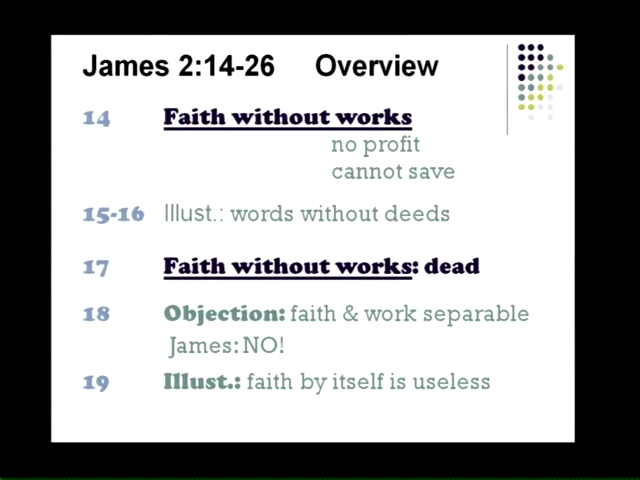 James 2:14-26 Overview
14 Faith without works
no profit
cannot save
15-16 Illust.: words without deeds
17 Faith without works: dead
18 Objection: faith & work separable
James: NO!
19 Illust.: faith by itself is useless